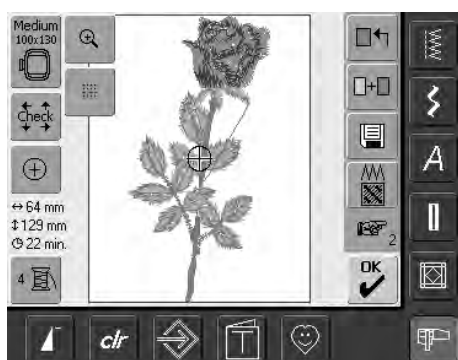 Medium
100x130
Check
↔ 64 mm
↕ 129 mm
22 min.
4
2
OK
A
clr
T